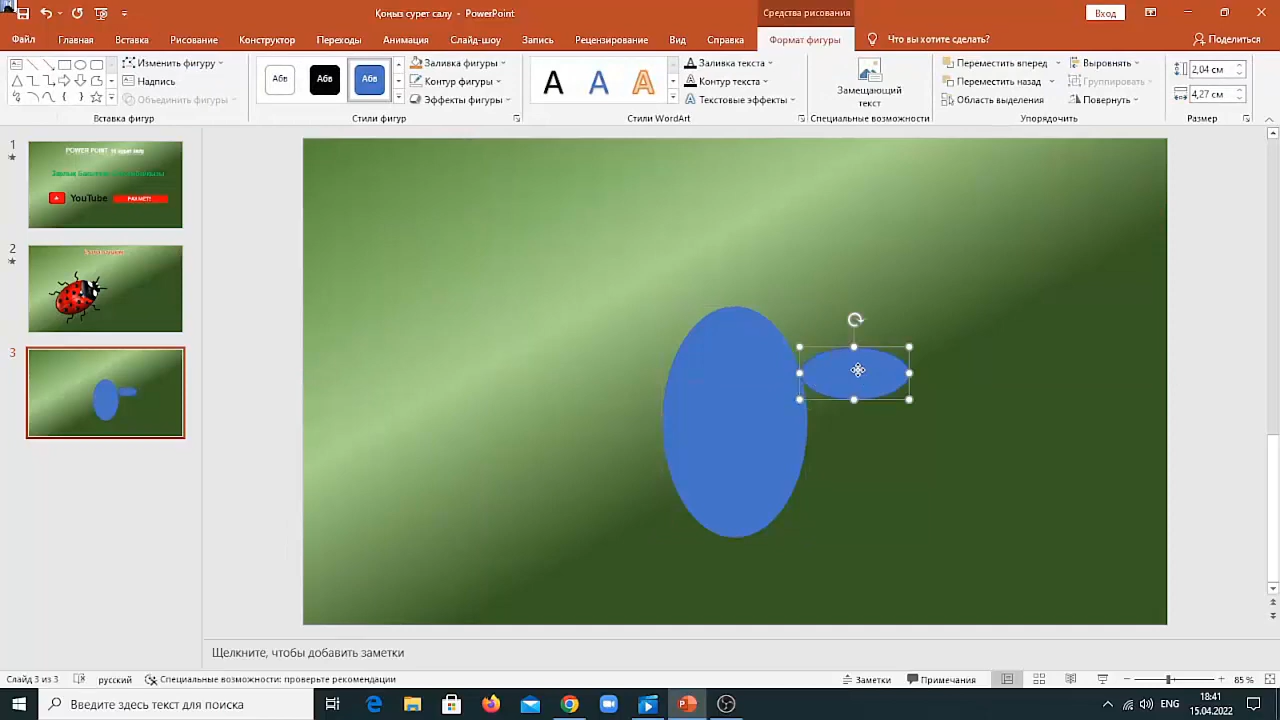 Қоңыз сурет салу - PowerPoint
Средства рисования
Вход
Файл Главная Вставка Рисование Конструктор Переходы Анимация Слайд-шоу Запись Рецензирование Вид Справка Формат фигуры Что вы хотите сделать? Поделиться
Изменить фигуру
Надпись
Объединить фигуры
Вставка фигур
Абв Абв Абв
Стили фигур
Заливка фигуры
Контур фигуры
Эффекты фигуры
A A A
Стили WordArt
Заливка текста
Контур текста
Текстовые эффекты
Замещающий
текст
Специальные возможности
Переместить вперед
Переместить назад
Область выделения
Выровнять
Группировать
Повернуть
Упорядочить
2,04 см
4,27 см
Размер
1
POWER POINT
YouTube
2
3
Щелкните, чтобы добавить заметки
Слайд 3 из 3 русский Специальные возможности: проверьте рекомендации Заметки Примечания 85 %
Введите здесь текст для поиска
ENG
18:41
15.04.2022